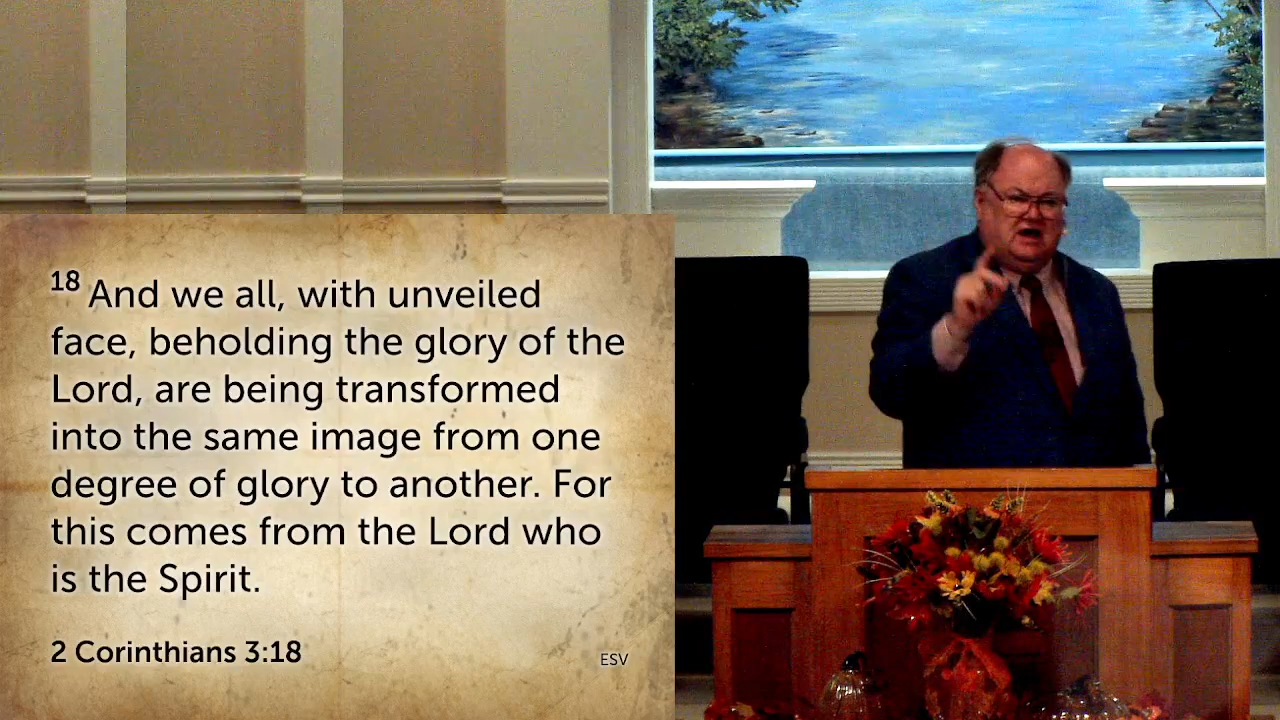 18 And we all, with unveiled
face, beholding the glory of the
Lord, are being transformed
into the same image from one
degree of glory to another. For
this comes from the Lord who
is the Spirit.
2 Corinthians 3:18
ESV